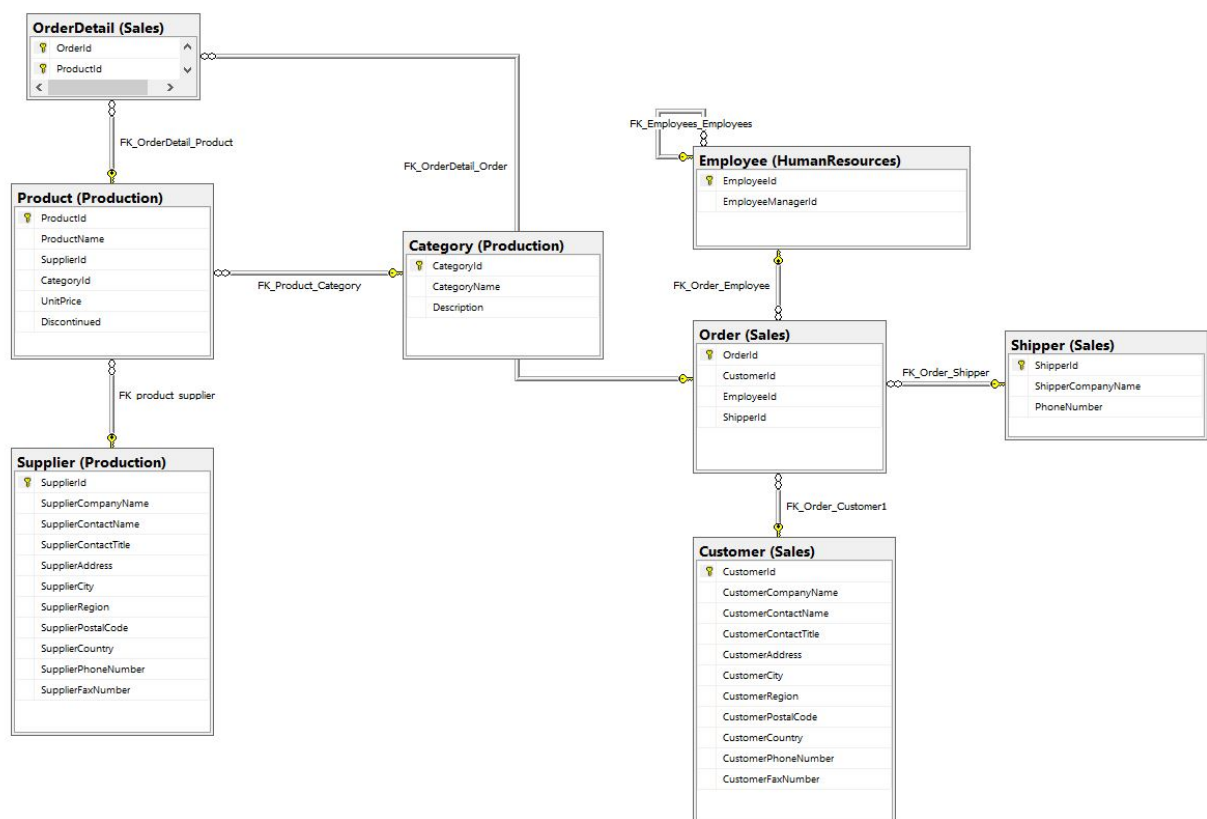 OrderDetail (Sales)
OrderId
ProductId
FK_OrderDetail_Product
FK_OrderDetail_Order
Product (Production)
ProductId
ProductName
SupplierId
CategoryId
UnitPrice
Discontinued
FK_Product_Category
Category (Production)
CategoryId
CategoryName
Description
FK_product_supplier
Supplier (Production)
SupplierId
SupplierCompanyName
SupplierContactName
SupplierContactTitle
SupplierAddress
SupplierCity
SupplierRegion
SupplierPostalCode
SupplierCountry
SupplierPhoneNumber
SupplierFaxNumber
FK_Employees_Employees
Employee (HumanResources)
EmployeeId
EmployeeManagerId
FK_Order_Employee
Order (Sales)
OrderId
CustomerId
EmployeeId
ShipperId
FK_Order_Shipper
Shipper (Sales)
ShipperId
ShipperCompanyName
PhoneNumber
FK_Order_Customer1
Customer (Sales)
CustomerId
CustomerCompanyName
CustomerContactName
CustomerContactTitle
CustomerAddress
CustomerCity
CustomerRegion
CustomerPostalCode
CustomerCountry
CustomerPhoneNumber
CustomerFaxNumber